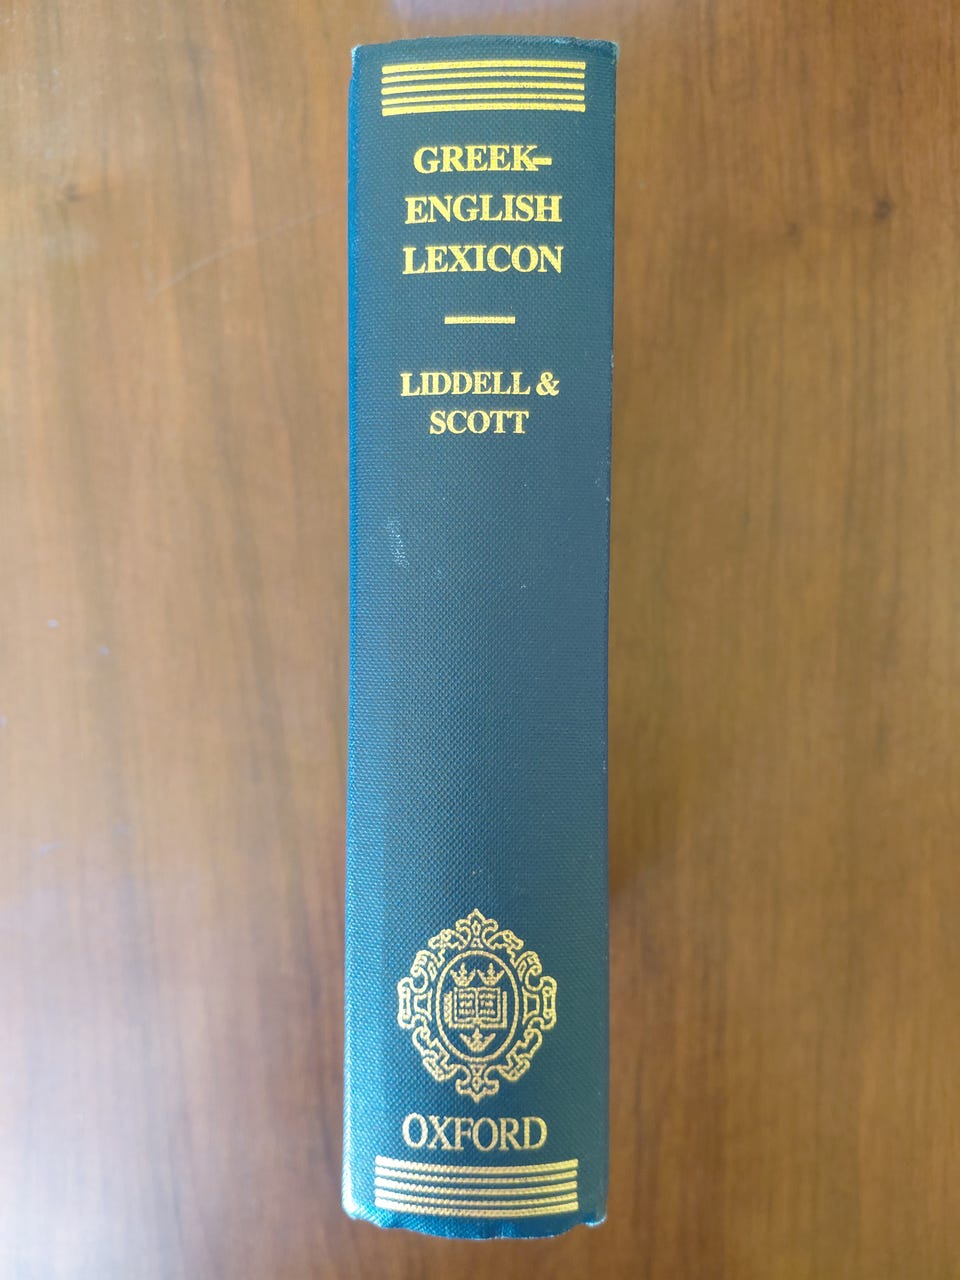 GREEK-
ENGLISH
LEXICON
LIDDELL &
SCOTT
OXFORD